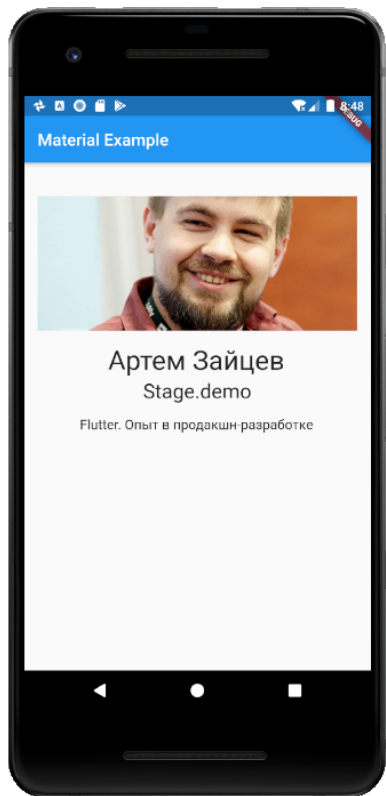 8:48
DEBUG
Material Example
Артем Зайцев
Stage.demo
Flutter. Опыт в продакшн-разработке